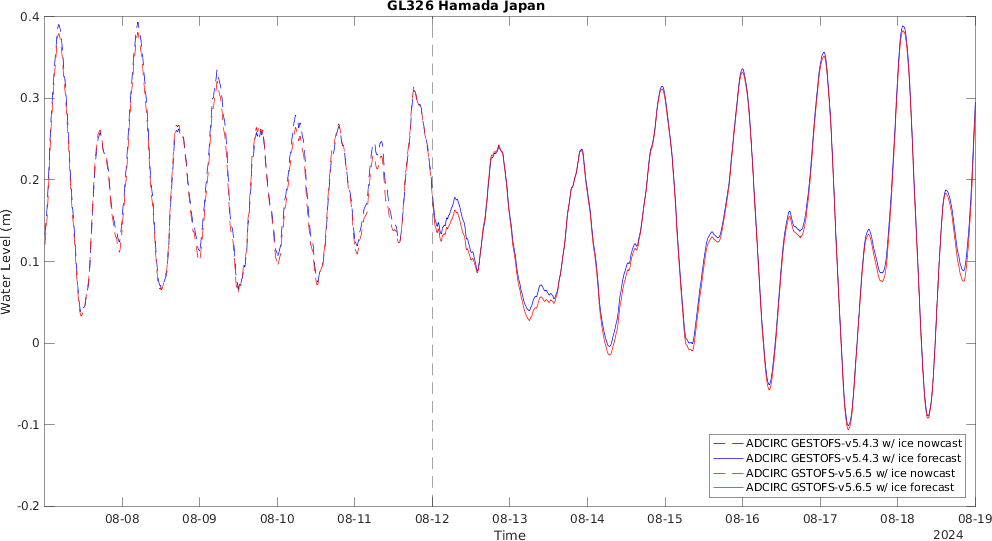 GL326 Hamada Japan
0.4
0.3
0.2
0.1
0
-0.1
-0.2
Water Level (m)
ADCIRC GESTOFS-v5.4.3 w/ ice nowcast
ADCIRC GESTOFS-v5.4.3 w/ ice forecast
ADCIRC GSTOFS-v5.6.5 w/ ice nowcast
ADCIRC GSTOFS-v5.6.5 w/ ice forecast
08-08 08-09 08-10 08-11 08-12 08-13 08-14 08-15 08-16 08-17 08-18 08-19
Time
2024